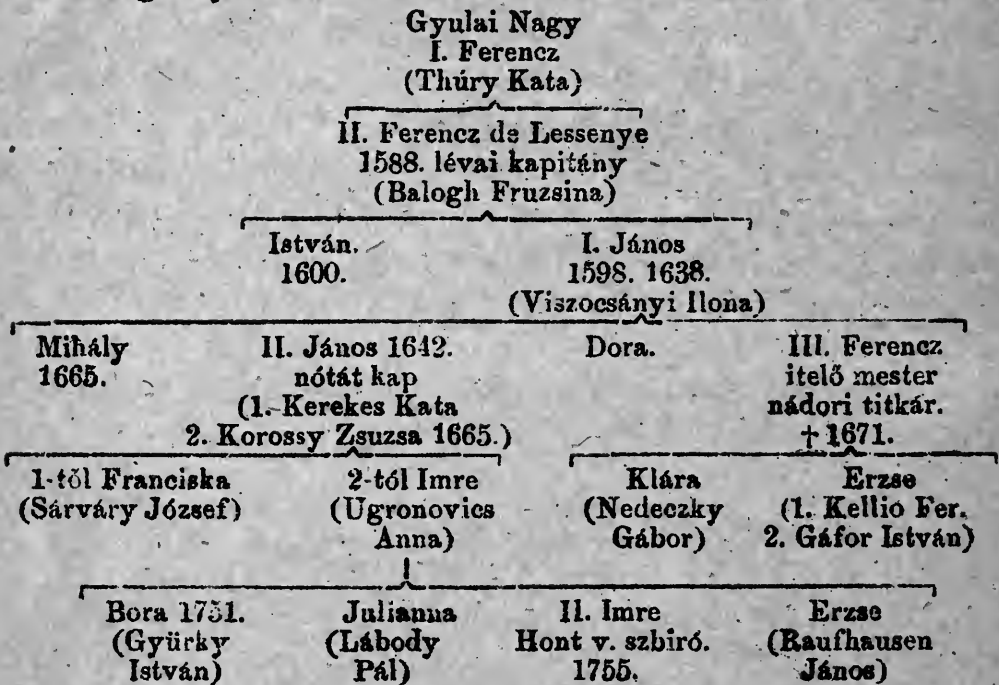 Gyulai Nagy
I. Ferencz
(Thúry Kata)
II. Ferencz de Lessenye
1588. lévai kapitány
(Balogh Fruzsina)
István. I. János
1600. 1598. 1638.
(Viszocsányi Ilona)
Mihály II. János 1642. Dora. III. Ferencz
1665. nótát kap itelő mester
(1. Kerekes Kata nádori titkár.
2. Korossy Zsuzsa 1665.) † 1671.
1-től Franciska 2-tól Imre Klára Erzse
(Sárváry József) (Ugronovics (Nedeczky (1. Kellió Fer.
Anna) Gábor) 2. Gáfor István)
Bora 1751. Julianna II. Imre Erzse
(Gyürky (Lábody Hont v. szbiró. (Raufhausen
István) Pál) 1755. János)